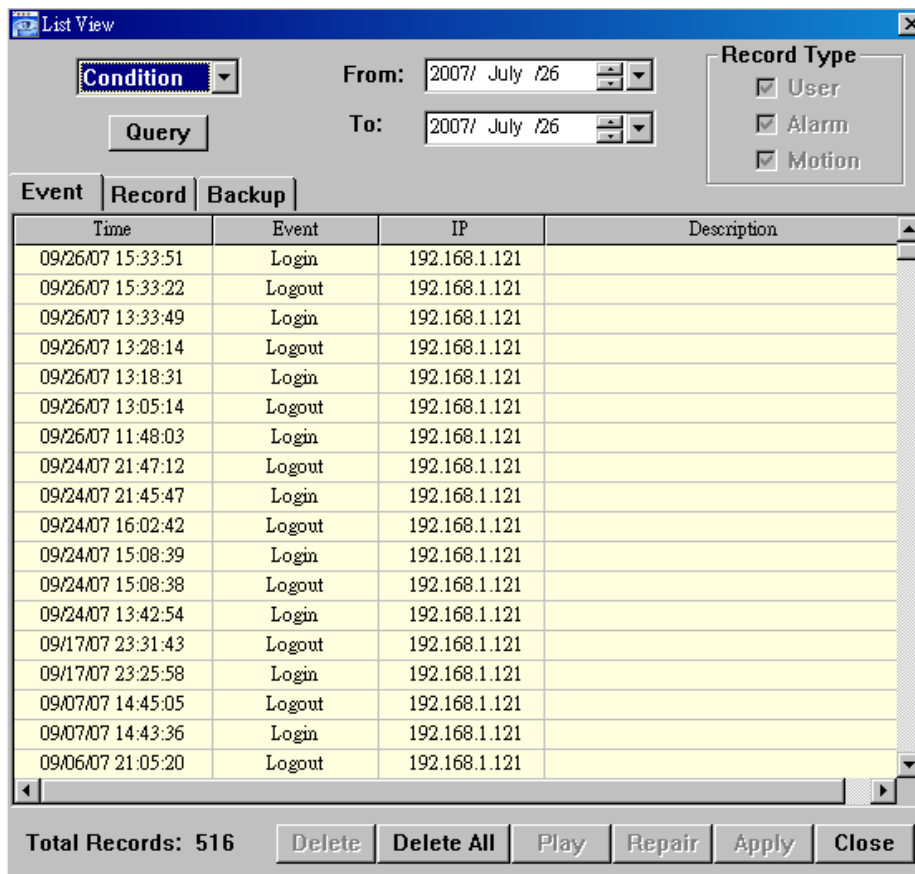 List View
Condition
From: 2007/ July /26
Record Type
User
Query
To: 2007/ July /26
Alarm
Motion
Event Record Backup
Time Event IP Description
09/26/07 15:33:51 Login 192.168.1.121
09/26/07 15:33:22 Logout 192.168.1.121
09/26/07 13:33:49 Login 192.168.1.121
09/26/07 13:28:14 Logout 192.168.1.121
09/26/07 13:18:31 Login 192.168.1.121
09/26/07 13:05:14 Logout 192.168.1.121
09/26/07 11:48:03 Login 192.168.1.121
09/24/07 21:47:12 Logout 192.168.1.121
09/24/07 21:45:47 Login 192.168.1.121
09/24/07 16:02:42 Logout 192.168.1.121
09/24/07 15:08:39 Login 192.168.1.121
09/24/07 15:08:38 Logout 192.168.1.121
09/24/07 13:42:54 Login 192.168.1.121
09/17/07 23:31:43 Logout 192.168.1.121
09/17/07 23:25:58 Login 192.168.1.121
09/07/07 14:45:05 Logout 192.168.1.121
09/07/07 14:43:36 Login 192.168.1.121
09/06/07 21:05:20 Logout 192.168.1.121
Total Records: 516 Delete Delete All Play Repair Apply Close